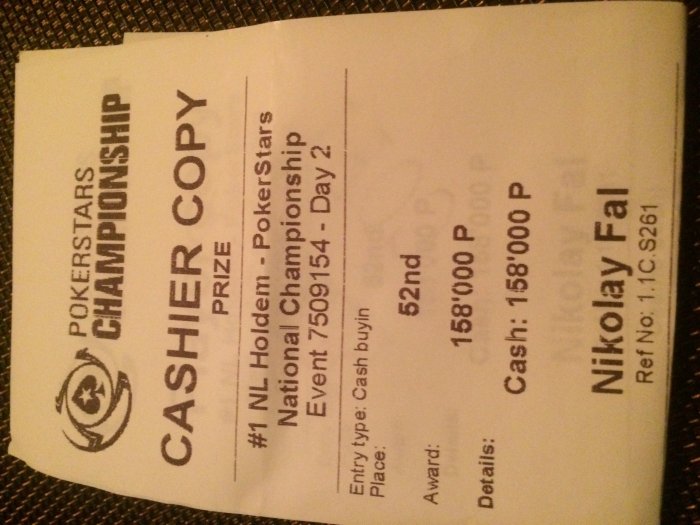 POKERSTARS
CHAMPIONSHIP
CASHIER COPY
PRIZE
#1 NL Holdem - PokerStars
National Championship
Event 7509154 - Day 2
Entry type: Cash buyin
Place: 52nd
Award: 158'000 P
Details: Cash: 158'000 P
Nikolay Fal
Ref No: 1.1C.S261